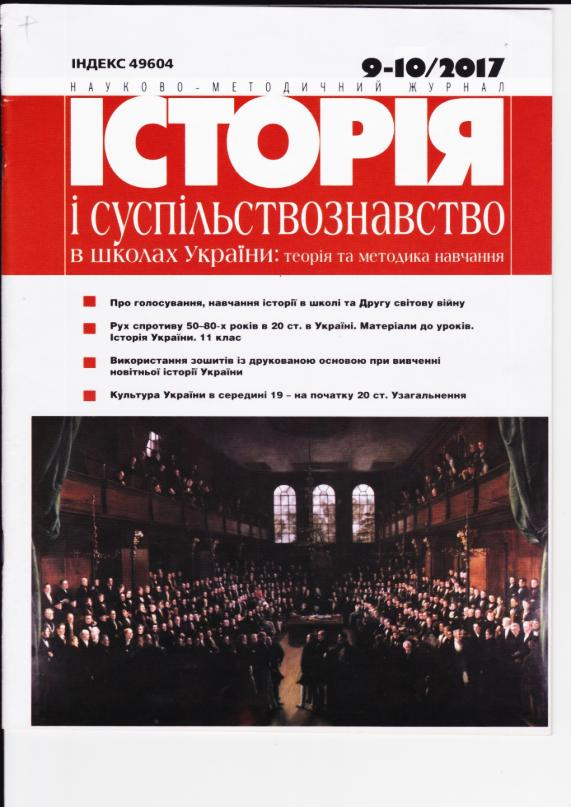 ІНДЕКС 49604
9-10/2017
НАУКОВО-МЕТОДИЧНИЙ ЖУРНАЛ
ІСТОРІЯ
і суспільствознавство
в школах України: теорія та методика навчання
Про голосування, навчання історії в школі та Другу світову війну
Рух спротиву 50–80-х років в 20 ст. в Україні. Матеріали до уроків.
Історія України. 11 клас
Використання зошитів із друкованою основою при вивченні
новітньої історії України
Культура України в середині 19 – на початку 20 ст. Узагальнення